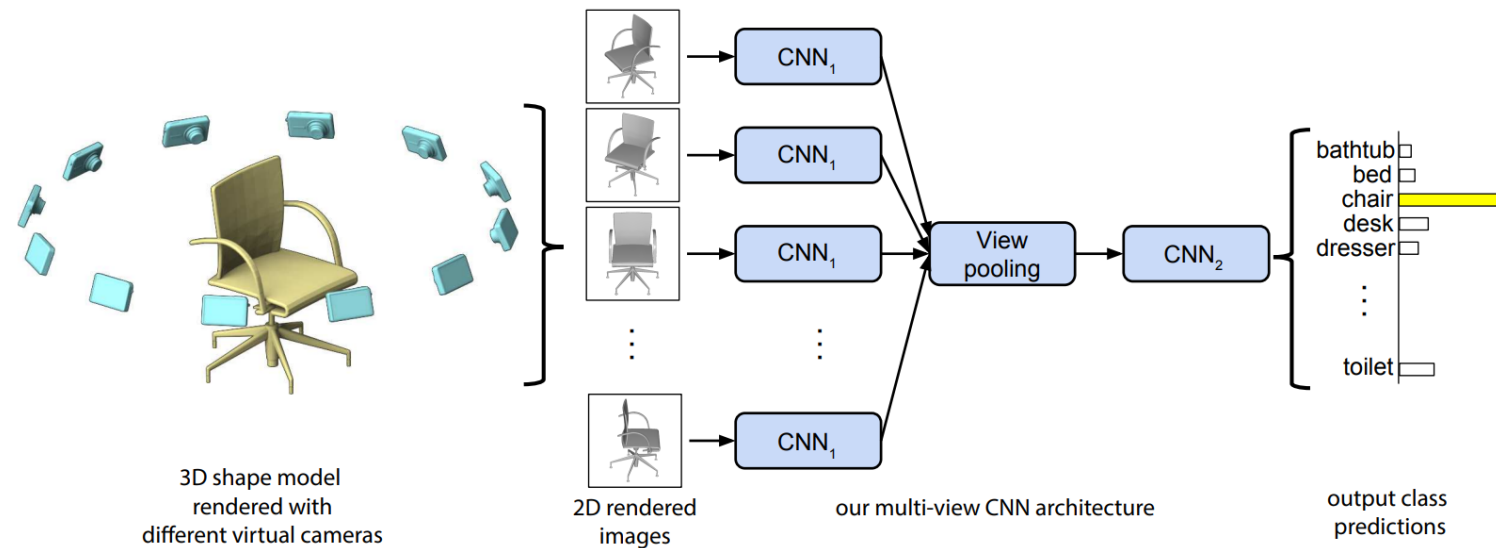 CNN₁
CNN₁
CNN₁
CNN₁
View
pooling
CNN₂
bathtub
bed
chair
desk
dresser
toilet
3D shape model
rendered with
different virtual cameras
2D rendered
images
our multi-view CNN architecture
output class
predictions